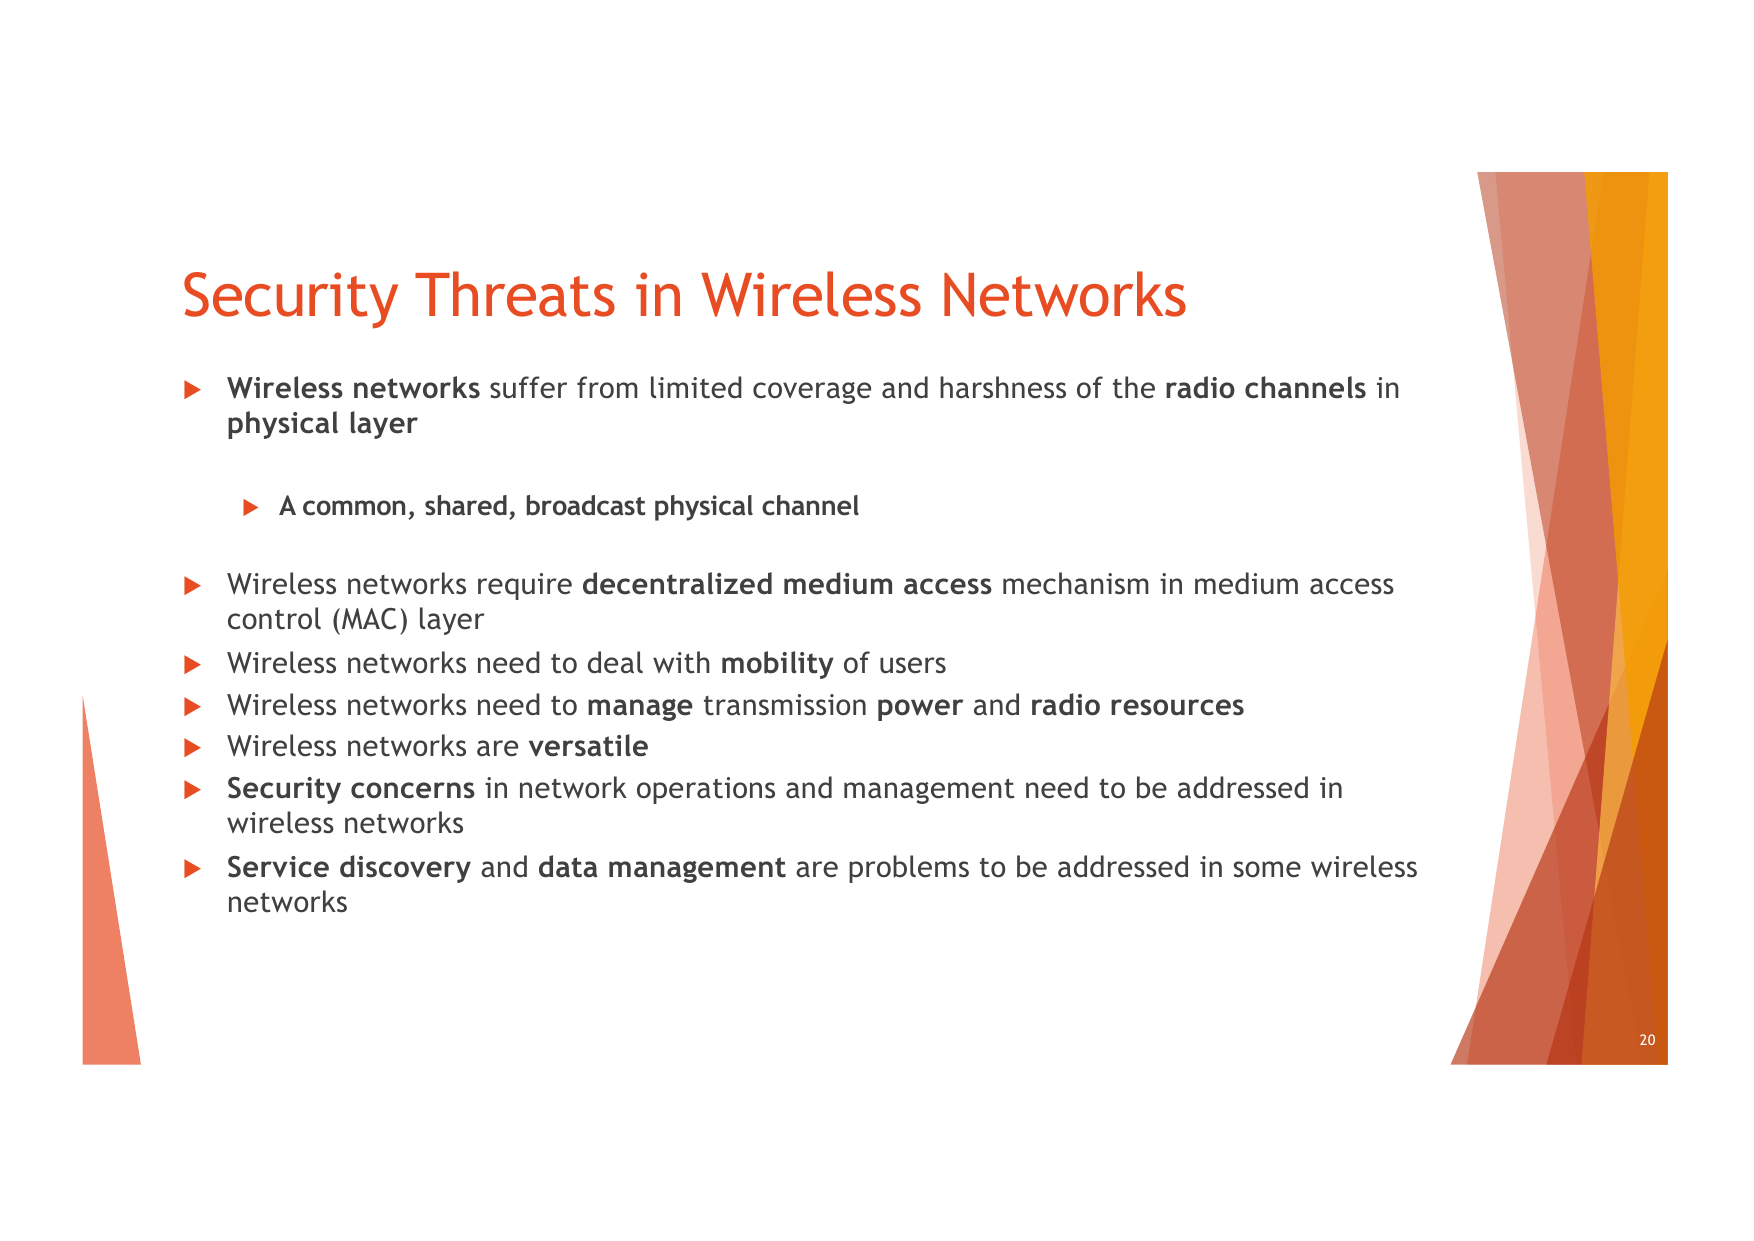 Security Threats in Wireless Networks
Wireless networks suffer from limited coverage and harshness of the radio channels in
physical layer
A common, shared, broadcast physical channel
Wireless networks require decentralized medium access mechanism in medium access
control (MAC) layer
Wireless networks need to deal with mobility of users
Wireless networks need to manage transmission power and radio resources
Wireless networks are versatile
Security concerns in network operations and management need to be addressed in
wireless networks
Service discovery and data management are problems to be addressed in some wireless
networks
20